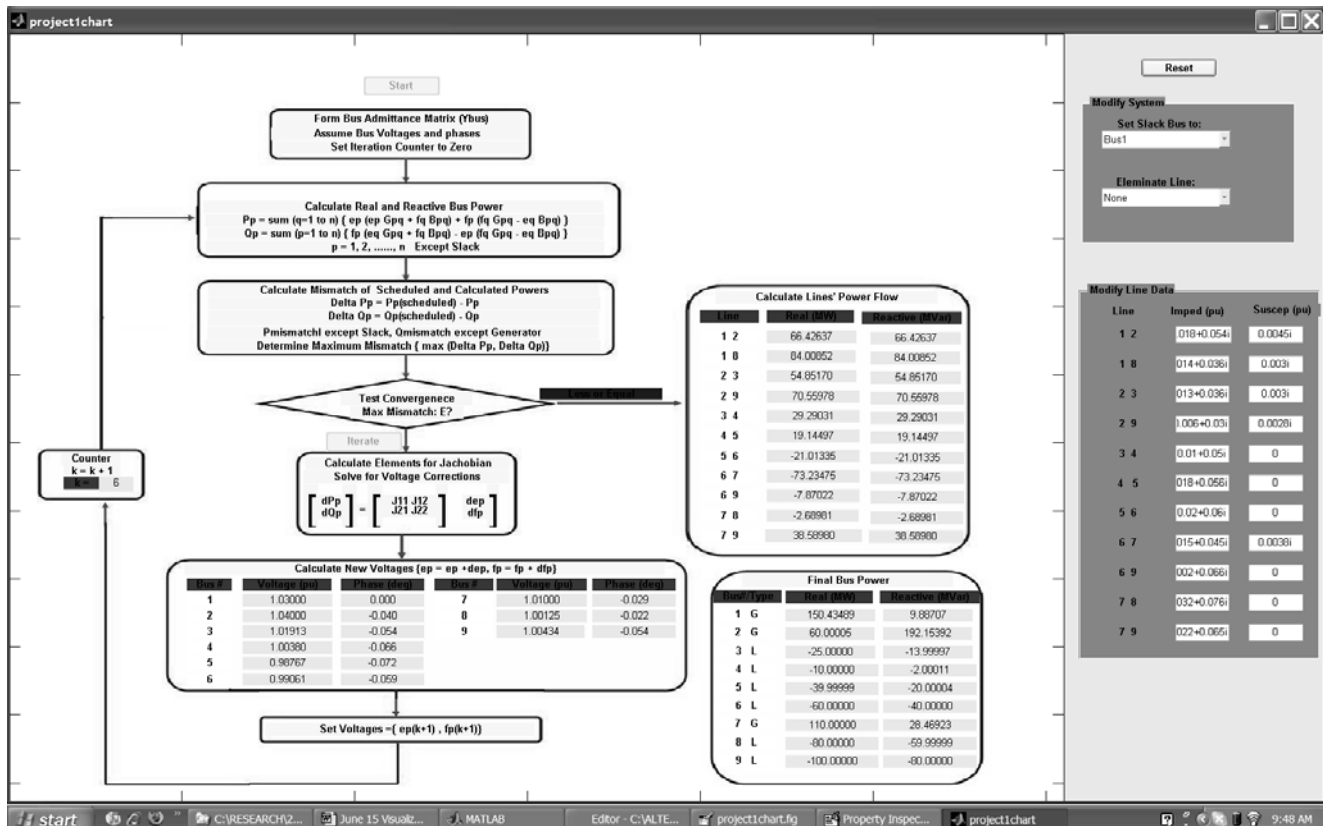 project1chart
Start
Form Bus Admittance Matrix (Ybus)
Assume Bus Voltages and phases
Set Iteration Counter to Zero
Calculate Real and Reactive Bus Power
Pp = sum (q=1 to n) { ep (ep Gpq + fq Bpq) + fp (fq Gpq - eq Bpq) }
Qp = sum (p=1 to n) { fp (eq Gpq + fq Bpq) - ep (fq Gpq - eq Bpq) }
p = 1, 2, ......, n Except Slack
Calculate Mismatch of Scheduled and Calculated Powers
Delta Pp = Pp(scheduled) - Pp
Delta Qp = Qp(scheduled) - Qp
Pmismatchl except Slack, Qmismatch except Generator
Determine Maximum Mismatch { max (Delta Pp, Delta Qp)}
Test Convergenece
Max Mismatch: E?
Less or Equal
Iterate
Counter
k = k + 1
k = 6
Calculate Elements for Jachobian
Solve for Voltage Corrections
dPp = J11 J12 dep
dQp J21 J22 dfp
Calculate New Voltages {ep = ep +dep, fp = fp + dfp}
Bus # Voltage (pu) Phase (deg) Bus # Voltage (pu) Phase (deg)
1 1.03000 0.000 7 1.01000 -0.029
2 1.04000 -0.040 8 1.00125 -0.022
3 1.01913 -0.054 9 1.00434 -0.054
4 1.00380 -0.066
5 0.98767 -0.072
6 0.99061 -0.059
Set Voltages ={ ep(k+1) , fp(k+1)}
Calculate Lines' Power Flow
Line Real (MW) Reactive (MVar)
1 2 66.42637 66.42637
1 8 84.00852 84.00852
2 3 54.85170 54.85170
2 9 70.55978 70.55978
3 4 29.29031 29.29031
4 5 19.14497 19.14497
5 6 -21.01335 -21.01335
6 7 -73.23475 -73.23475
6 9 -7.87022 -7.87022
7 8 -2.68981 -2.68981
7 9 38.58980 38.58980
Final Bus Power
Bus#/Type Real (MW) Reactive (MVar)
1 G 150.43489 9.88707
2 G 60.00005 192.15392
3 L -25.00000 -13.99997
4 L -10.00000 -2.00011
5 L -39.99999 -20.00004
6 L -60.00000 -40.00000
7 G 110.00000 28.46923
8 L -80.00000 -59.99999
9 L -100.00000 -80.00000
Reset
Modify System
Set Slack Bus to:
Bus1
Eleminate Line:
None
Modify Line Data
Line Imped (pu) Suscep (pu)
1 2 .018+0.054i 0.0045i
1 8 014+0.036i 0.003i
2 3 013+0.036i 0.003i
2 9 0.006+0.03i 0.0028i
3 4 0.01+0.05i 0
4 5 018+0.056i 0
5 6 0.02+0.06i 0
6 7 015+0.045i 0.0038i
6 9 002+0.066i 0
7 8 032+0.076i 0
7 9 022+0.065i 0
start
C:\RESEARCH\2...
June 15 Visualiz...
MATLAB
Editor - C:\ALTE...
project1chart.fig
Property Inspec...
project1chart
9:48 AM